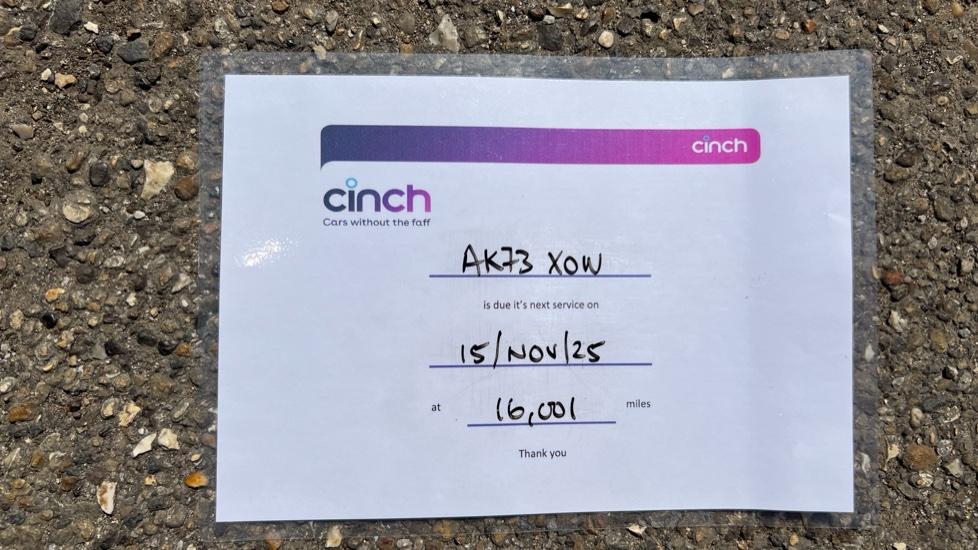 cinch
cinch
Cars without the faff
AK73 XOW
is due it's next service on
15/NOV/25
at 16,001 miles
Thank you